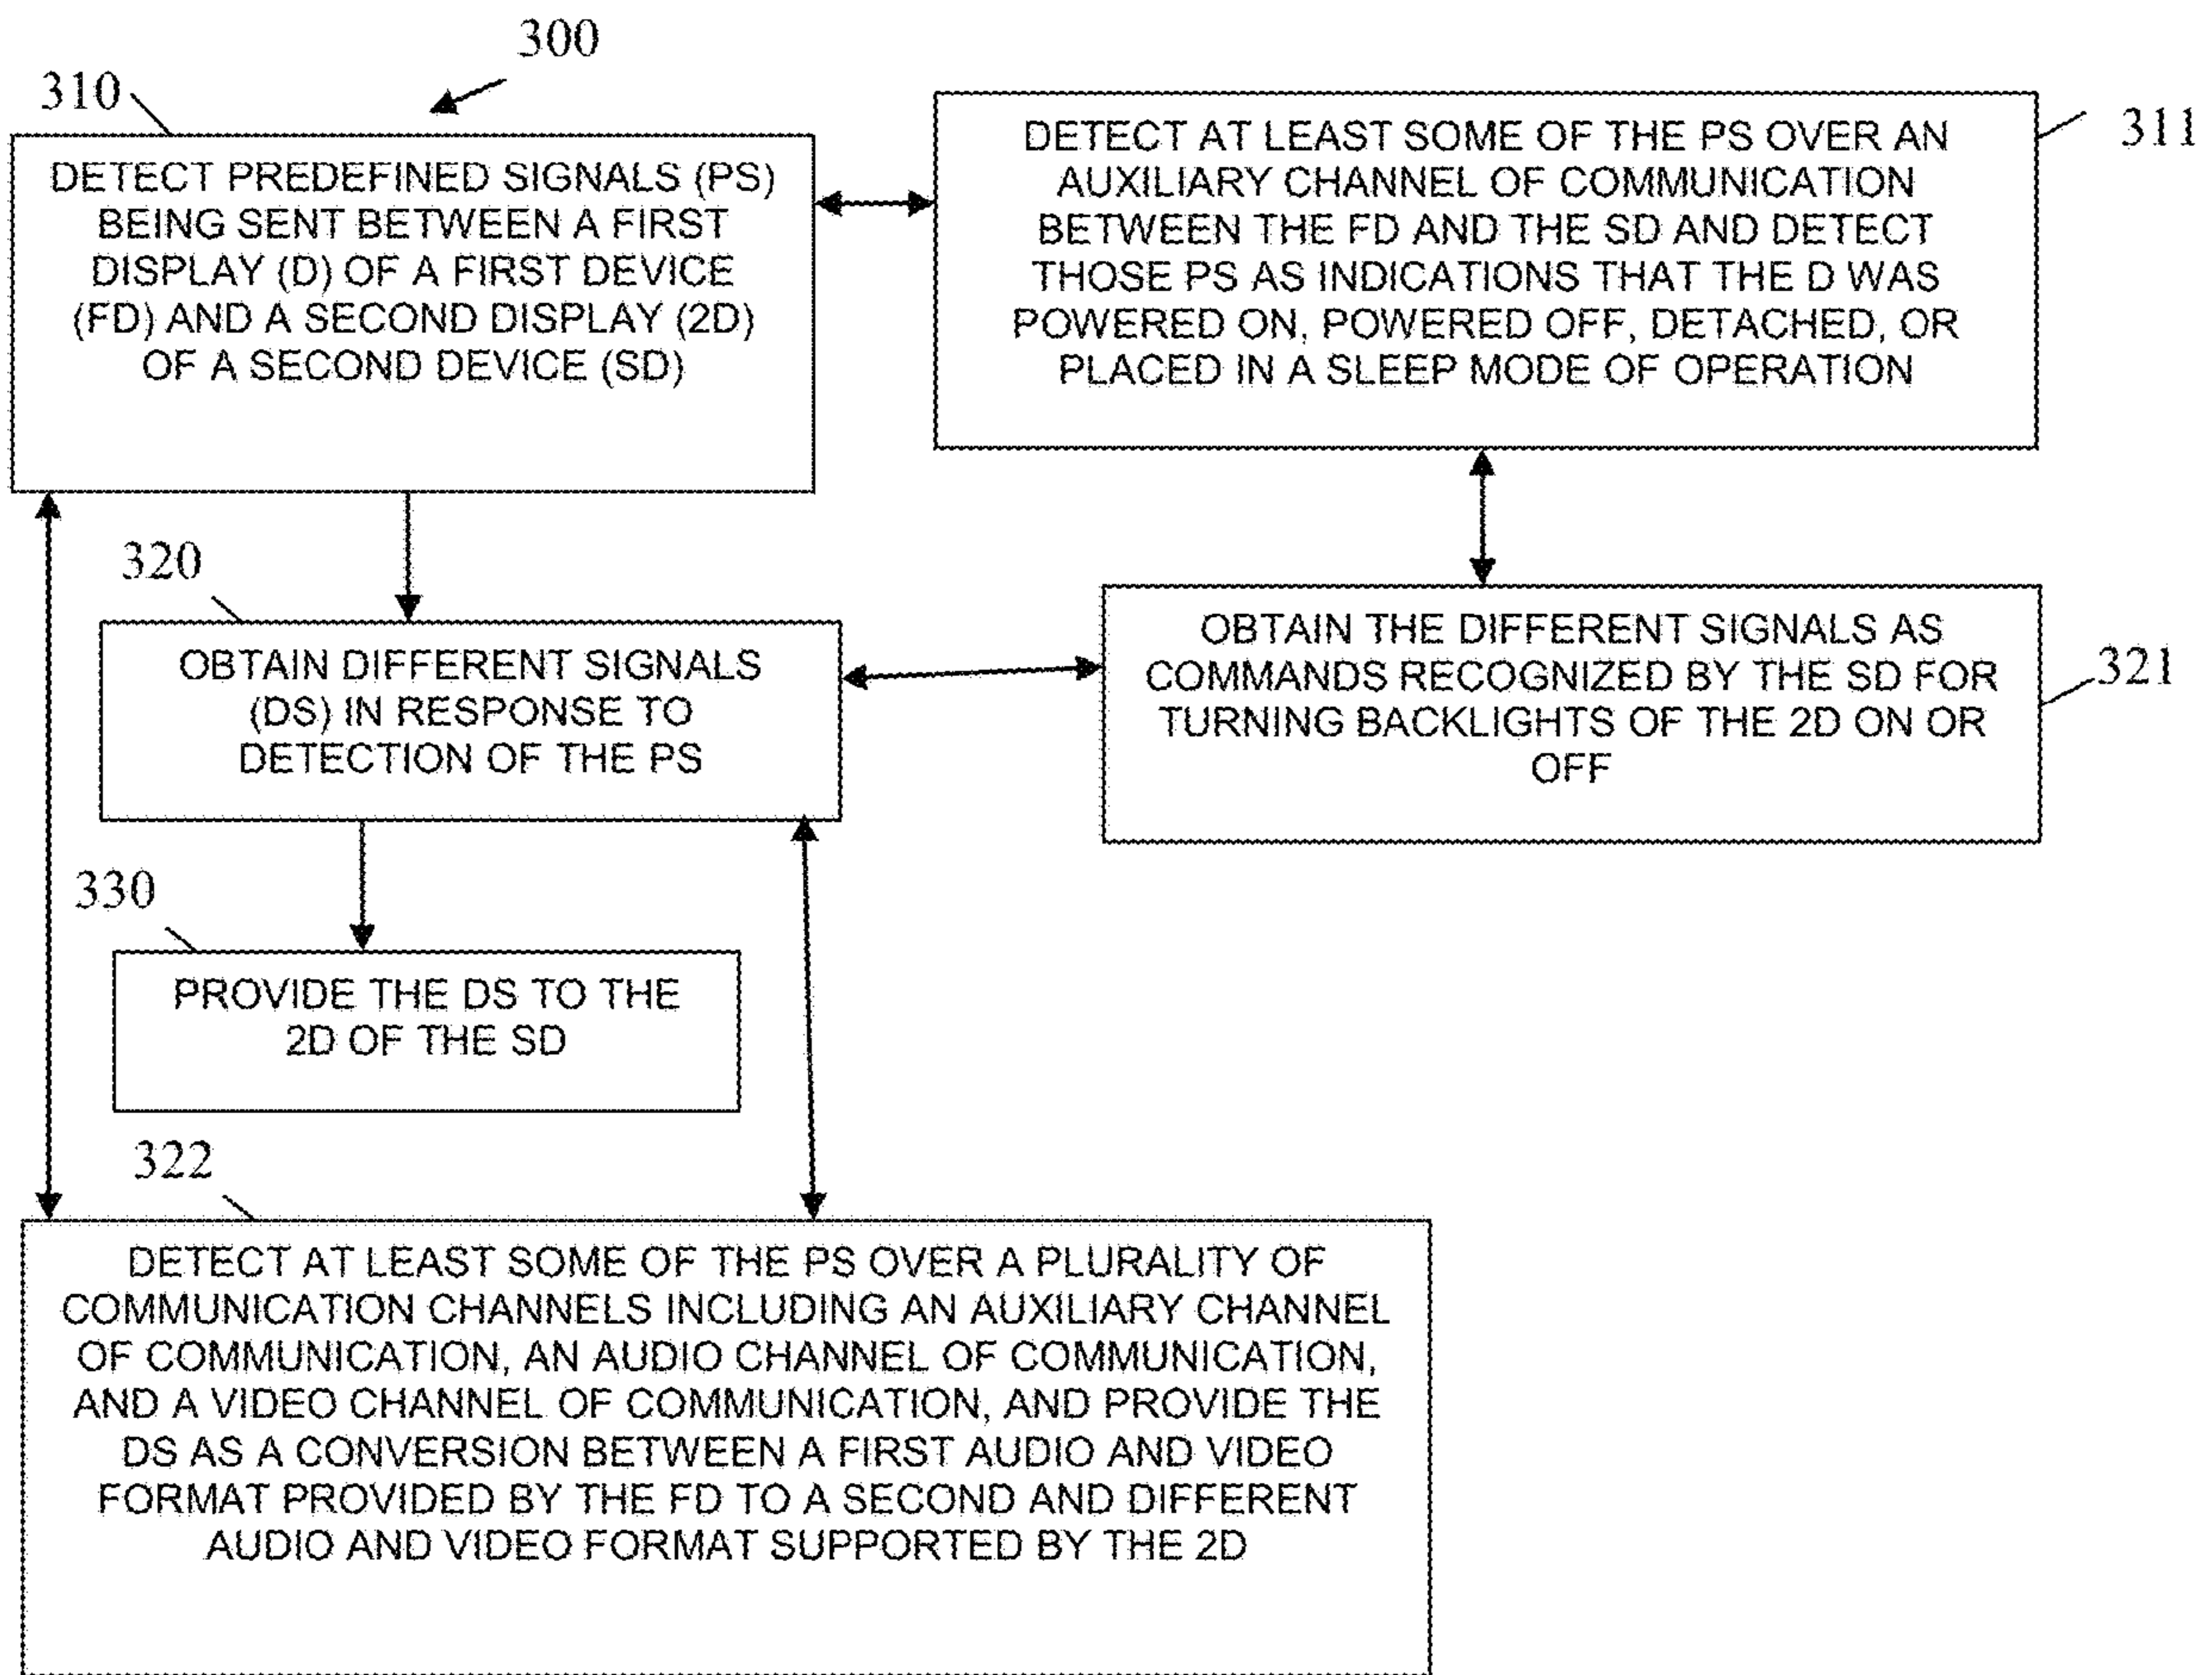 300
310
DETECT PREDEFINED SIGNALS (PS)
BEING SENT BETWEEN A FIRST
DISPLAY (D) OF A FIRST DEVICE
(FD) AND A SECOND DISPLAY (2D)
OF A SECOND DEVICE (SD)
311
DETECT AT LEAST SOME OF THE PS OVER AN
AUXILIARY CHANNEL OF COMMUNICATION
BETWEEN THE FD AND THE SD AND DETECT
THOSE PS AS INDICATIONS THAT THE D WAS
POWERED ON, POWERED OFF, DETACHED, OR
PLACED IN A SLEEP MODE OF OPERATION
320
OBTAIN DIFFERENT SIGNALS
(DS) IN RESPONSE TO
DETECTION OF THE PS
321
OBTAIN THE DIFFERENT SIGNALS AS
COMMANDS RECOGNIZED BY THE SD FOR
TURNING BACKLIGHTS OF THE 2D ON OR
OFF
330
PROVIDE THE DS TO THE
2D OF THE SD
322
DETECT AT LEAST SOME OF THE PS OVER A PLURALITY OF
COMMUNICATION CHANNELS INCLUDING AN AUXILIARY CHANNEL
OF COMMUNICATION, AN AUDIO CHANNEL OF COMMUNICATION,
AND A VIDEO CHANNEL OF COMMUNICATION, AND PROVIDE THE
DS AS A CONVERSION BETWEEN A FIRST AUDIO AND VIDEO
FORMAT PROVIDED BY THE FD TO A SECOND AND DIFFERENT
AUDIO AND VIDEO FORMAT SUPPORTED BY THE 2D